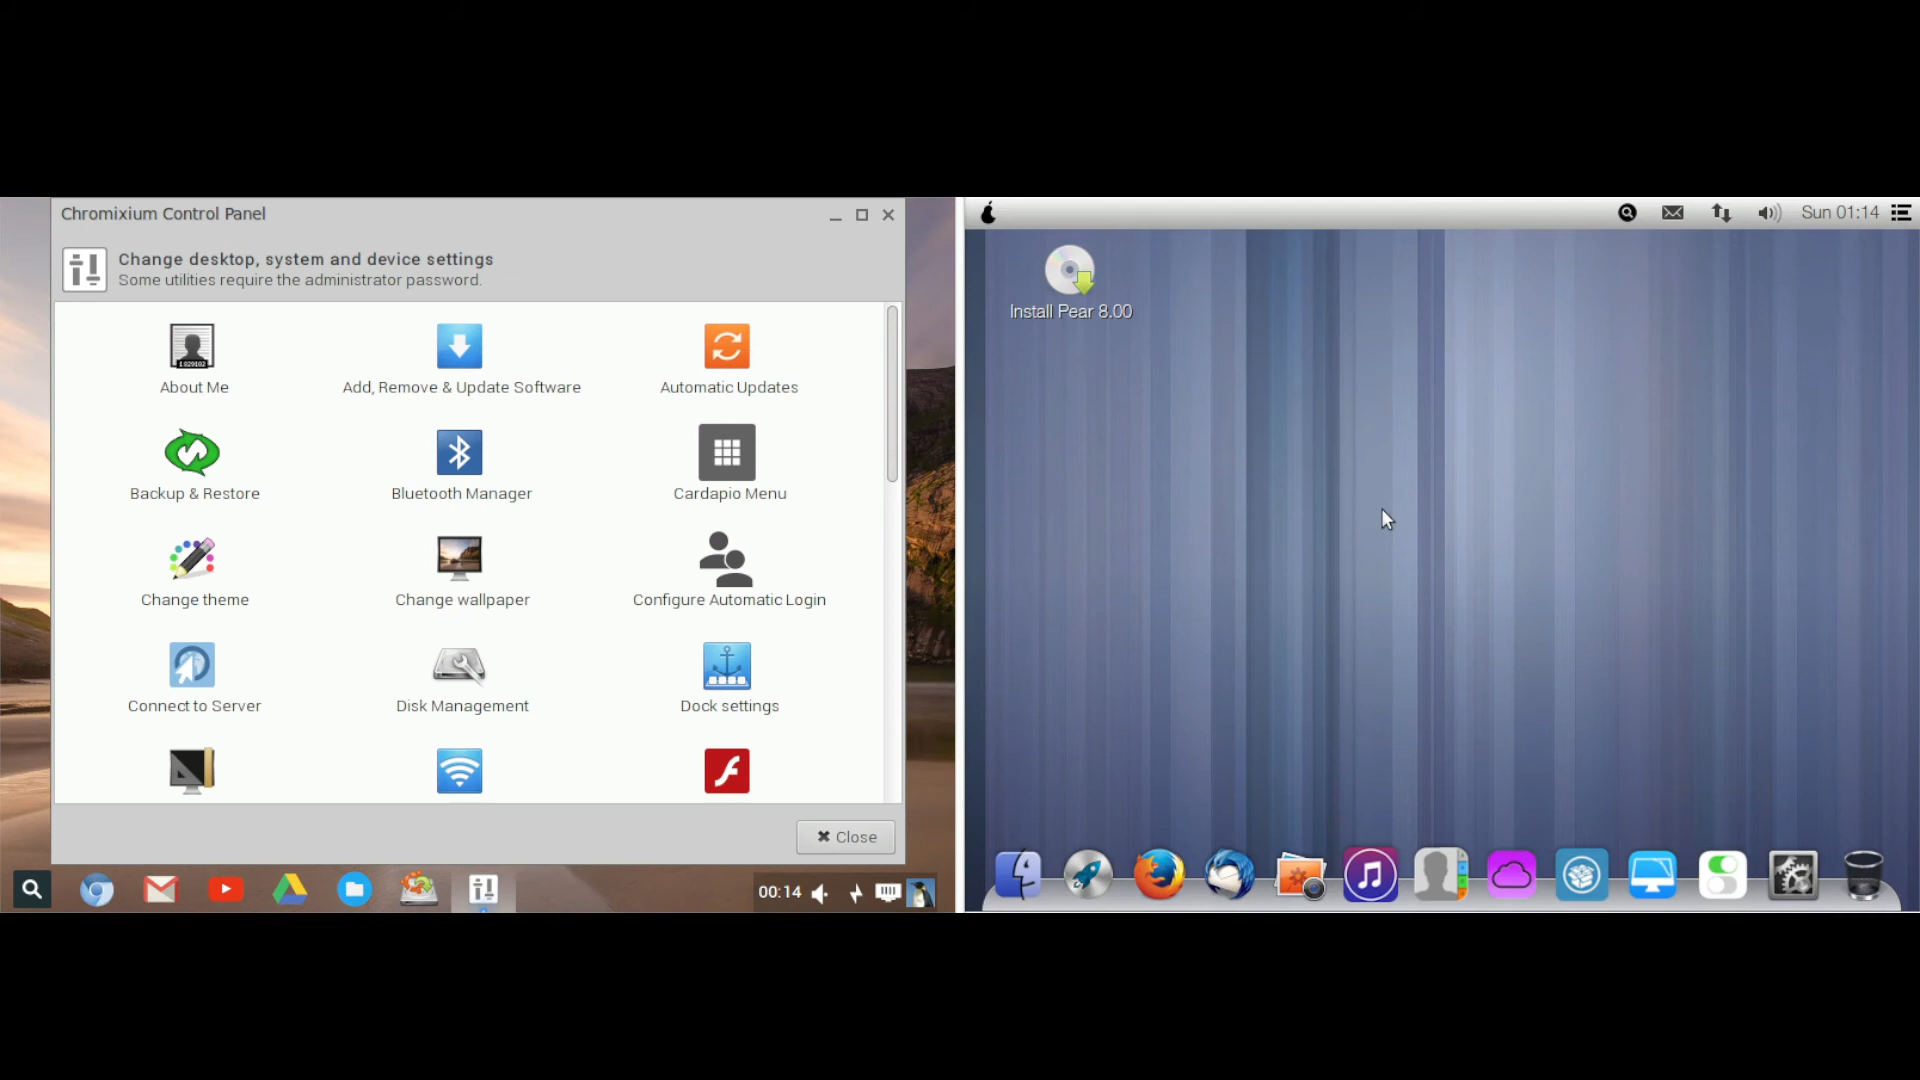 Chromixium Control Panel
Change desktop, system and device settings
Some utilities require the administrator password.
About Me
Add, Remove & Update Software
Automatic Updates
Backup & Restore
Bluetooth Manager
Cardapio Menu
Change theme
Change wallpaper
Configure Automatic Login
Connect to Server
Disk Management
Dock settings
Close
00:14
Sun 01:14
Install Pear 8.00